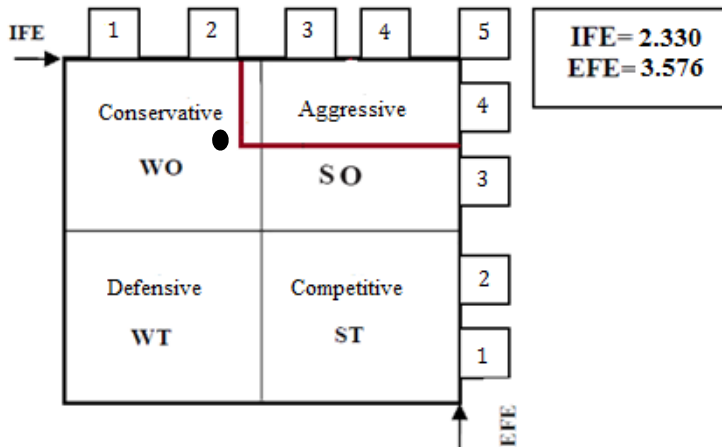 IFE
1
2
3
4
5
IFE= 2.330
EFE= 3.576
Conservative
Aggressive
4
WO
SO
3
Defensive
Competitive
2
WT
ST
1
EFE